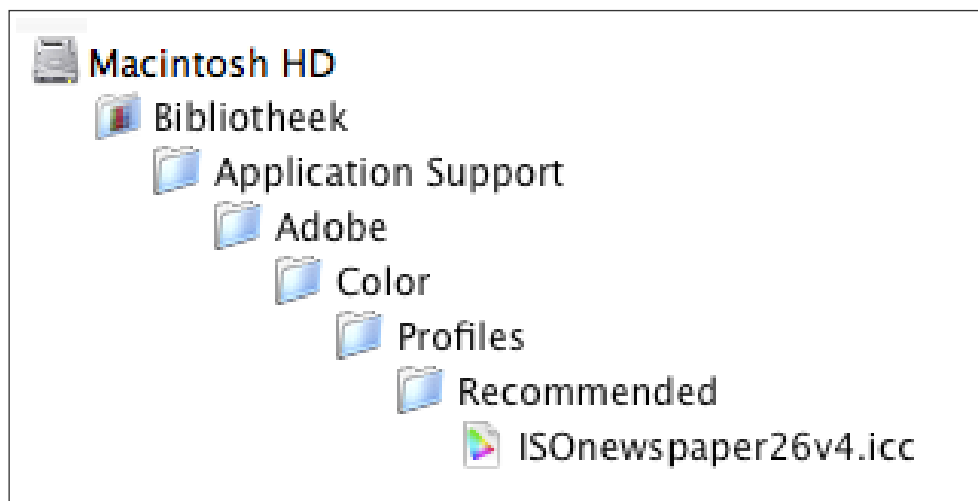 Macintosh HD
Bibliotheek
Application Support
Adobe
Color
Profiles
Recommended
ISOnewspaper26v4.icc